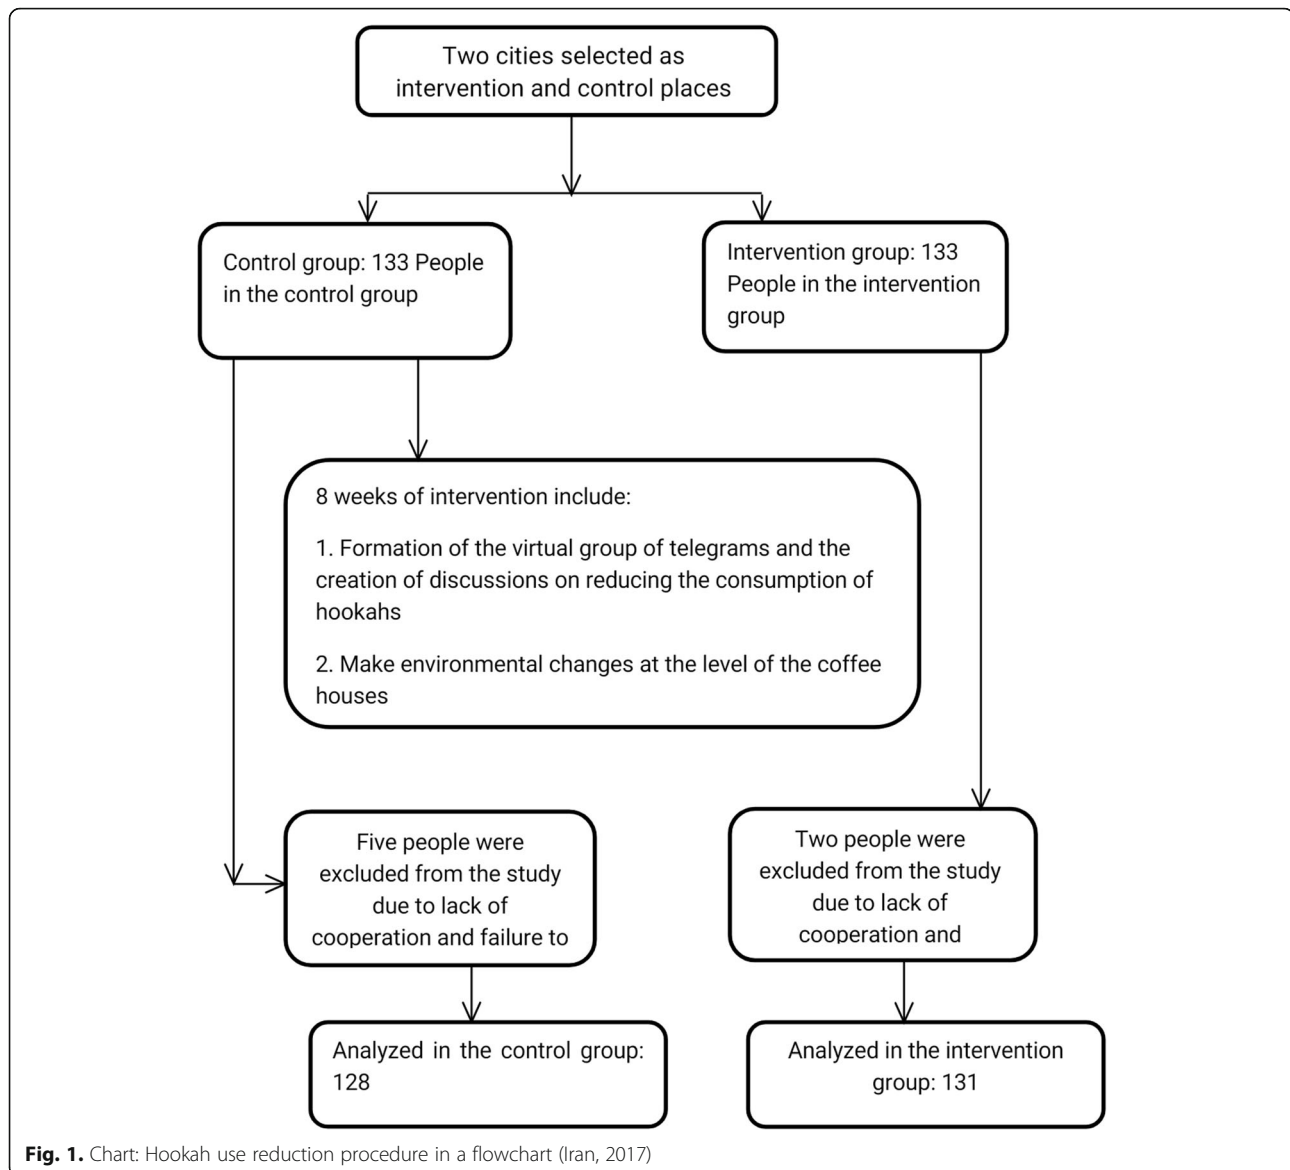 Two cities selected as
intervention and control places
Control group: 133 People
in the control group
Intervention group: 133
People in the intervention
group
8 weeks of intervention include:
1. Formation of the virtual group of telegrams and the
creation of discussions on reducing the consumption of
hookahs
2. Make environmental changes at the level of the coffee
houses
Five people were
excluded from the study
due to lack of
cooperation and failure to
Two people were
excluded from the study
due to lack of
cooperation and
Analyzed in the control group:
128
Analyzed in the intervention
group: 131
Fig. 1. Chart: Hookah use reduction procedure in a flowchart (Iran, 2017)